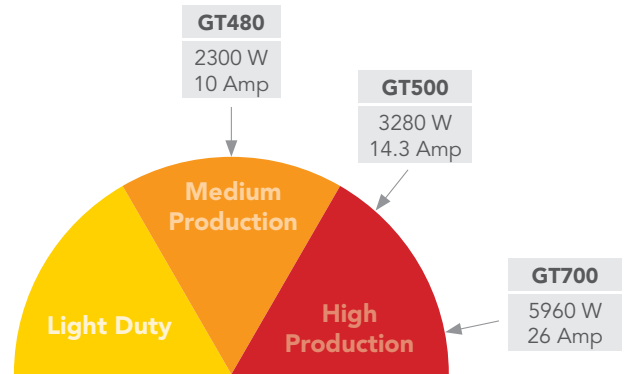 GT480
2300 W
10 Amp
GT500
3280 W
14.3 Amp
Medium
Production
GT700
5960 W
26 Amp
Light Duty
High
Production